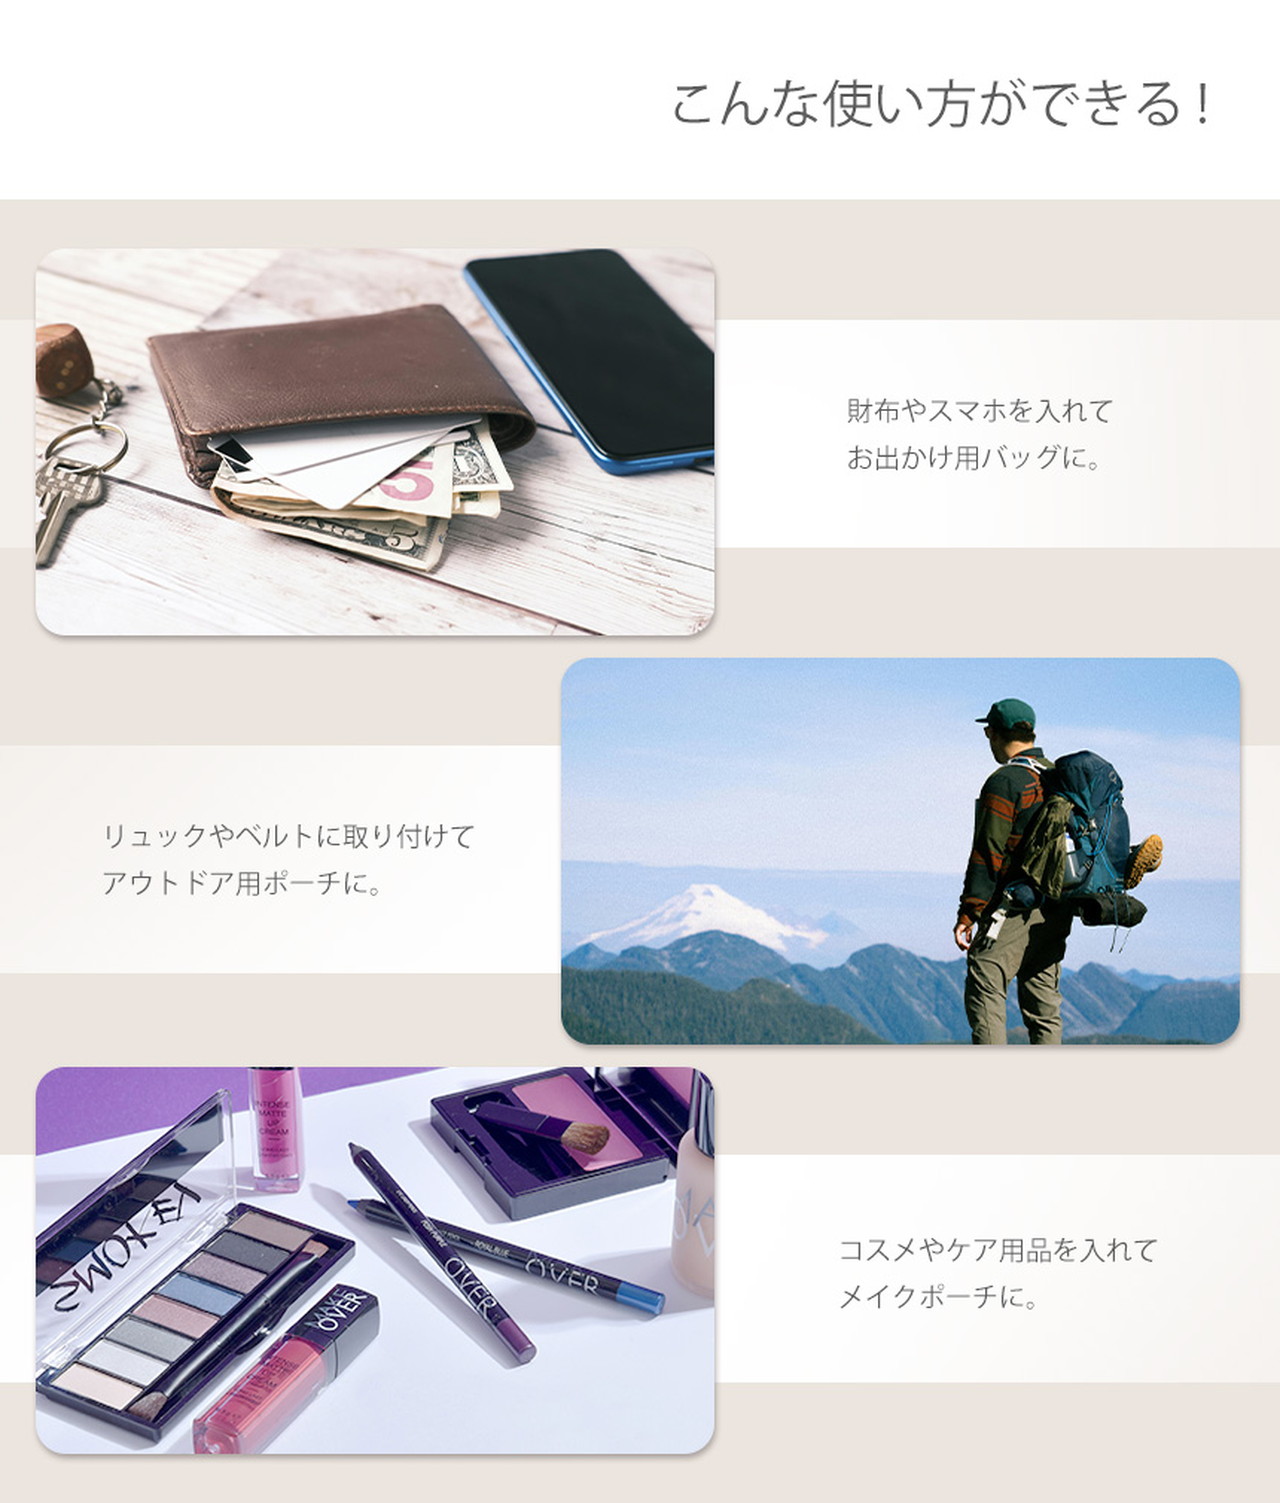 こんな使い方ができる！
財布やスマホを入れて
お出かけ用バッグに。
リュックやベルトに取り付けて
アウトドア用ポーチに。
INTENSE
MATTE
LIP
CREAM
ROYAL BLUE
OVER
OVER
MAKE
OVER
コスメやケア用品を入れて
メイクポーチに。